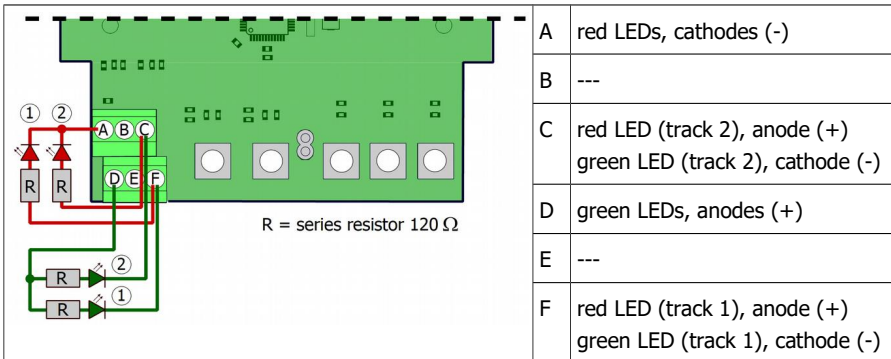 A red LEDs, cathodes (-)
B ---
C red LED (track 2), anode (+)
green LED (track 2), cathode (-)
D green LEDs, anodes (+)
E ---
F red LED (track 1), anode (+)
green LED (track 1), cathode (-)
1 2
A B C
R R
D E F
R = series resistor 120 Ω
R 2
R 1